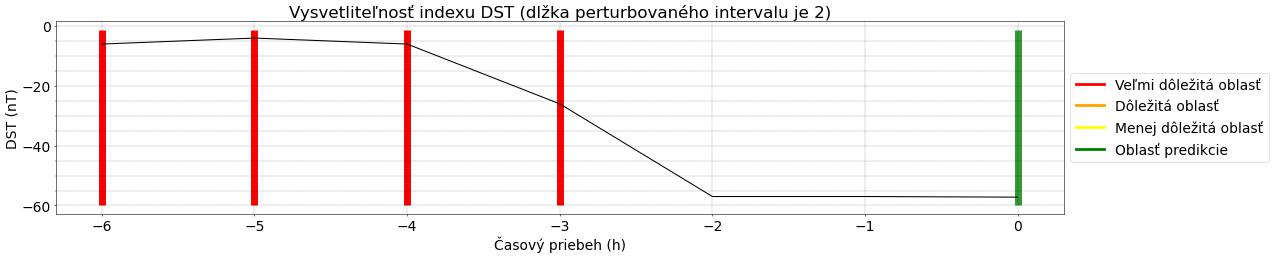 Vysvetliteľnosť indexu DST (dĺžka perturbovaného intervalu je 2)
DST (nT)
0
−20
−40
−60
−6
−5
−4
−3
−2
−1
0
Časový priebeh (h)
Veľmi dôležitá oblasť
Dôležitá oblasť
Menej dôležitá oblasť
Oblasť predikcie